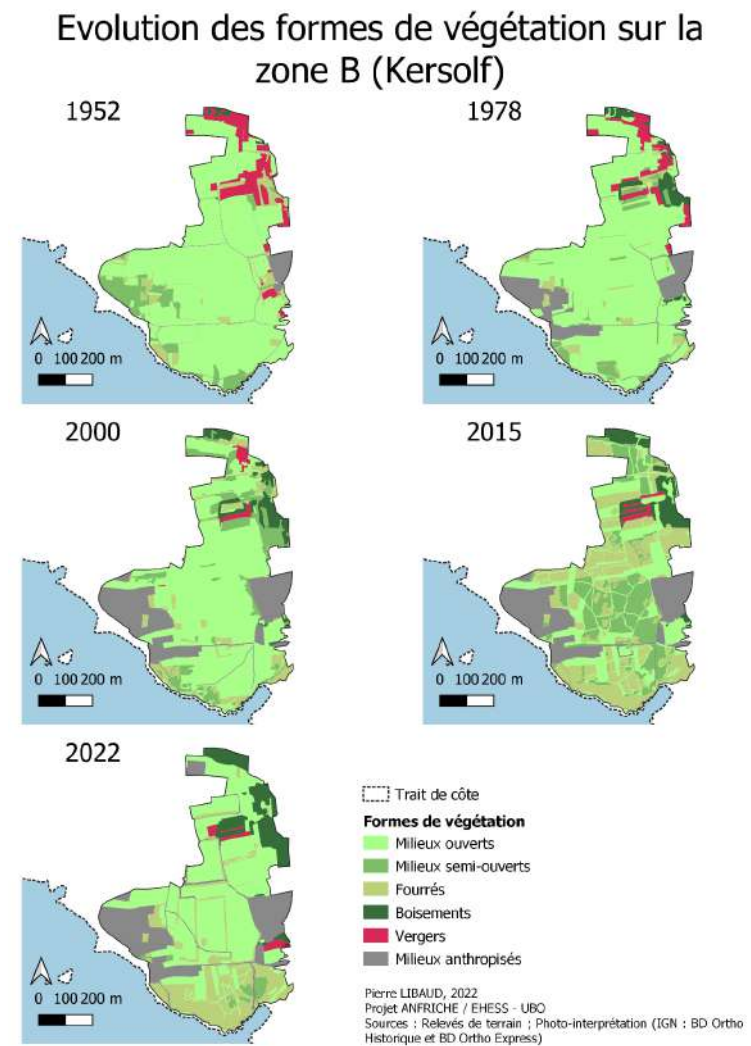 Evolution des formes de végétation sur la
zone B (Kersolf)
1952
0 100 200 m
1978
0 100 200 m
2000
0 100 200 m
2015
0 100 200 m
2022
0 100 200 m
Trait de côte
Formes de végétation
Milieux ouverts
Milieux semi-ouverts
Fourrés
Boisements
Vergers
Milieux anthropisés
Pierre LIBAUD, 2022
Projet ANFRICHE / EHESS - UBO
Sources : Relevés de terrain ; Photo-interprétation (IGN : BD Ortho
Historique et BD Ortho Express)